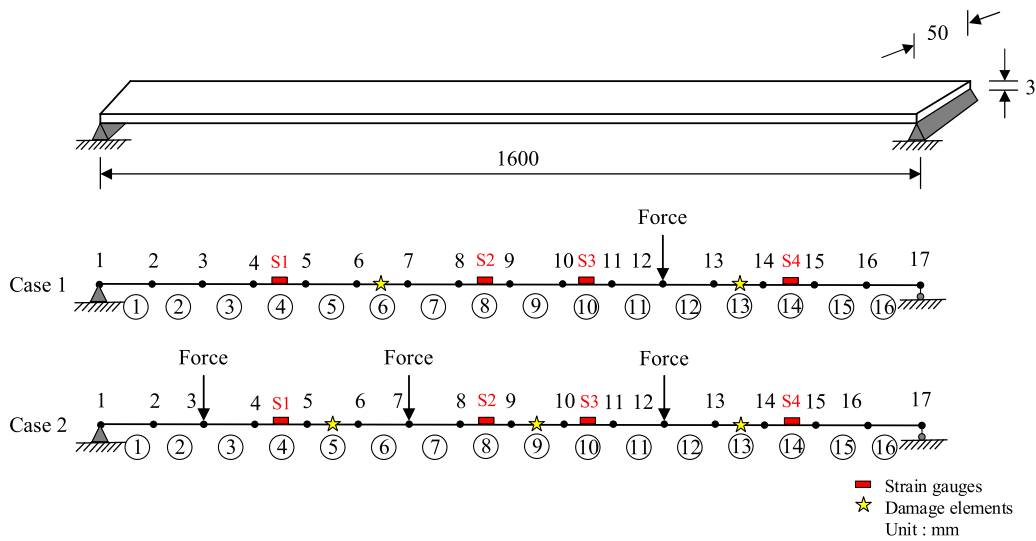 50
3
1600
Force
1 2 3 4 S1 5 6 7 8 S2 9 10 S3 11 12 13 14 S4 15 16 17
Case 1
1 2 3 4 5 6 7 8 9 10 11 12 13 14 15 16
Force Force Force
1 2 3 4 S1 5 6 7 8 S2 9 10 S3 11 12 13 14 S4 15 16 17
Case 2
1 2 3 4 5 6 7 8 9 10 11 12 13 14 15 16
Strain gauges
Damage elements
Unit : mm